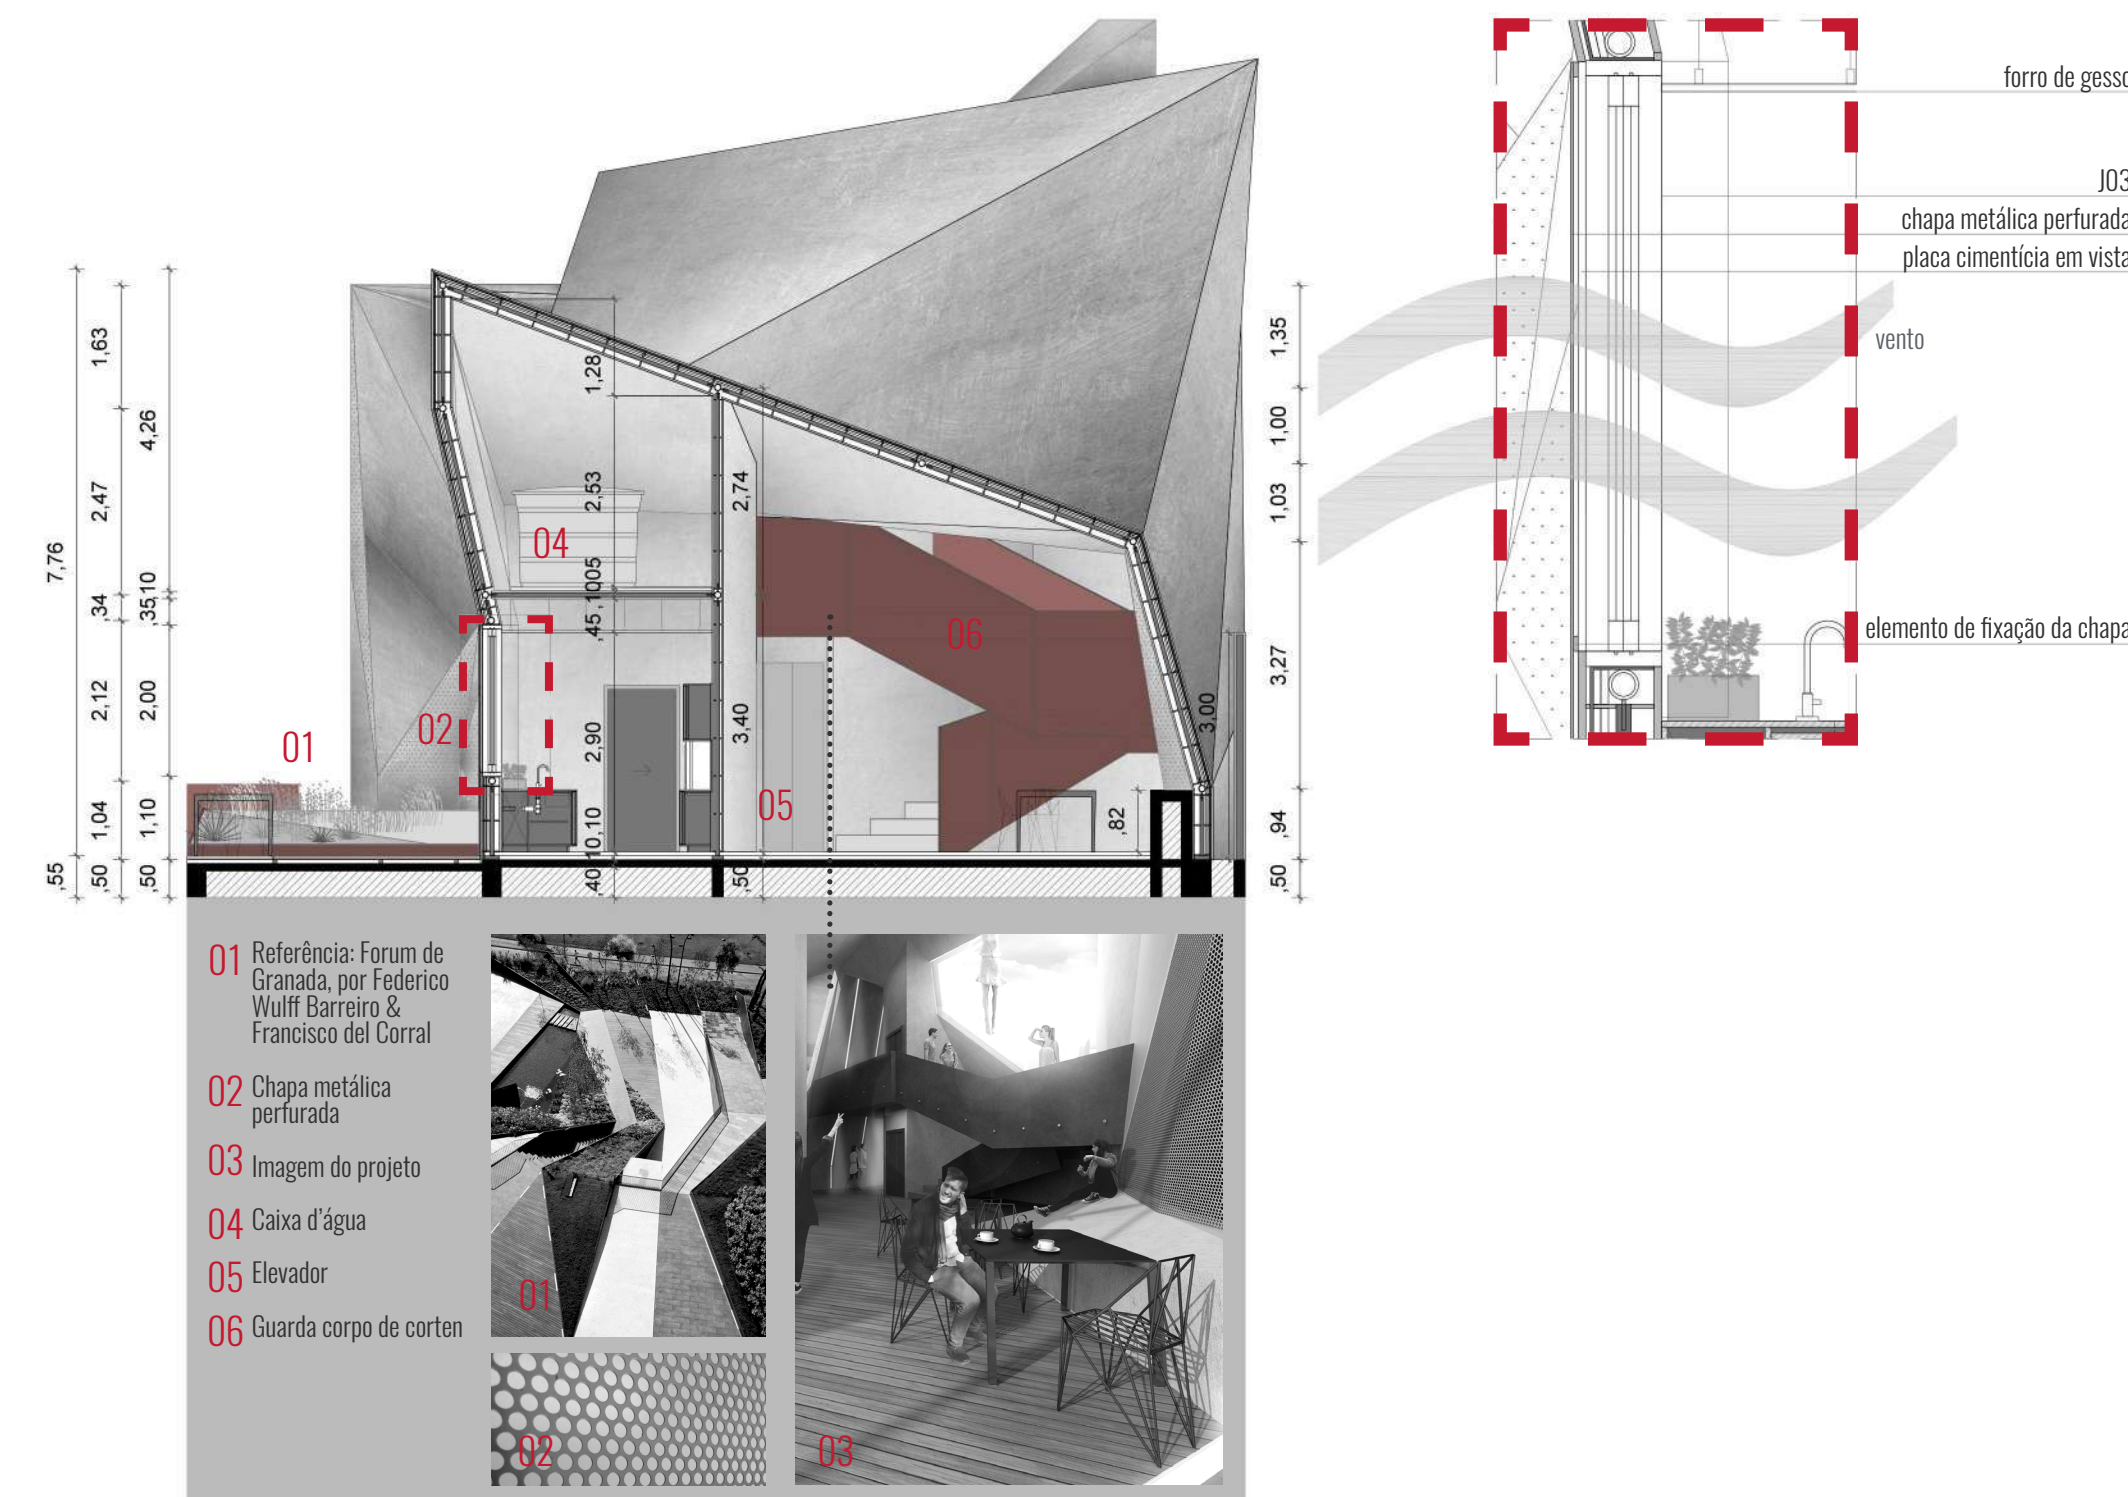 forro de gesso
J03
chapa metálica perfurada
placa cimentícia em vista
vento
elemento de fixação da chapa
7,76
,55
1,63
2,47
,34
2,12
1,04
,50
4,26
,10
,35
2,00
1,10
,50
1,28
2,53
,05
,10
,45
2,90
,10
,10
,40
2,74
3,40
,50
3,00
,82
1,35
1,00
1,03
3,27
,94
,50
01
02
04
05
06
01 Referência: Forum de
Granada, por Federico
Wulff Barreiro &
Francisco del Corral
02 Chapa metálica
perfurada
03 Imagem do projeto
04 Caixa d’água
05 Elevador
06 Guarda corpo de corten
01
02
03